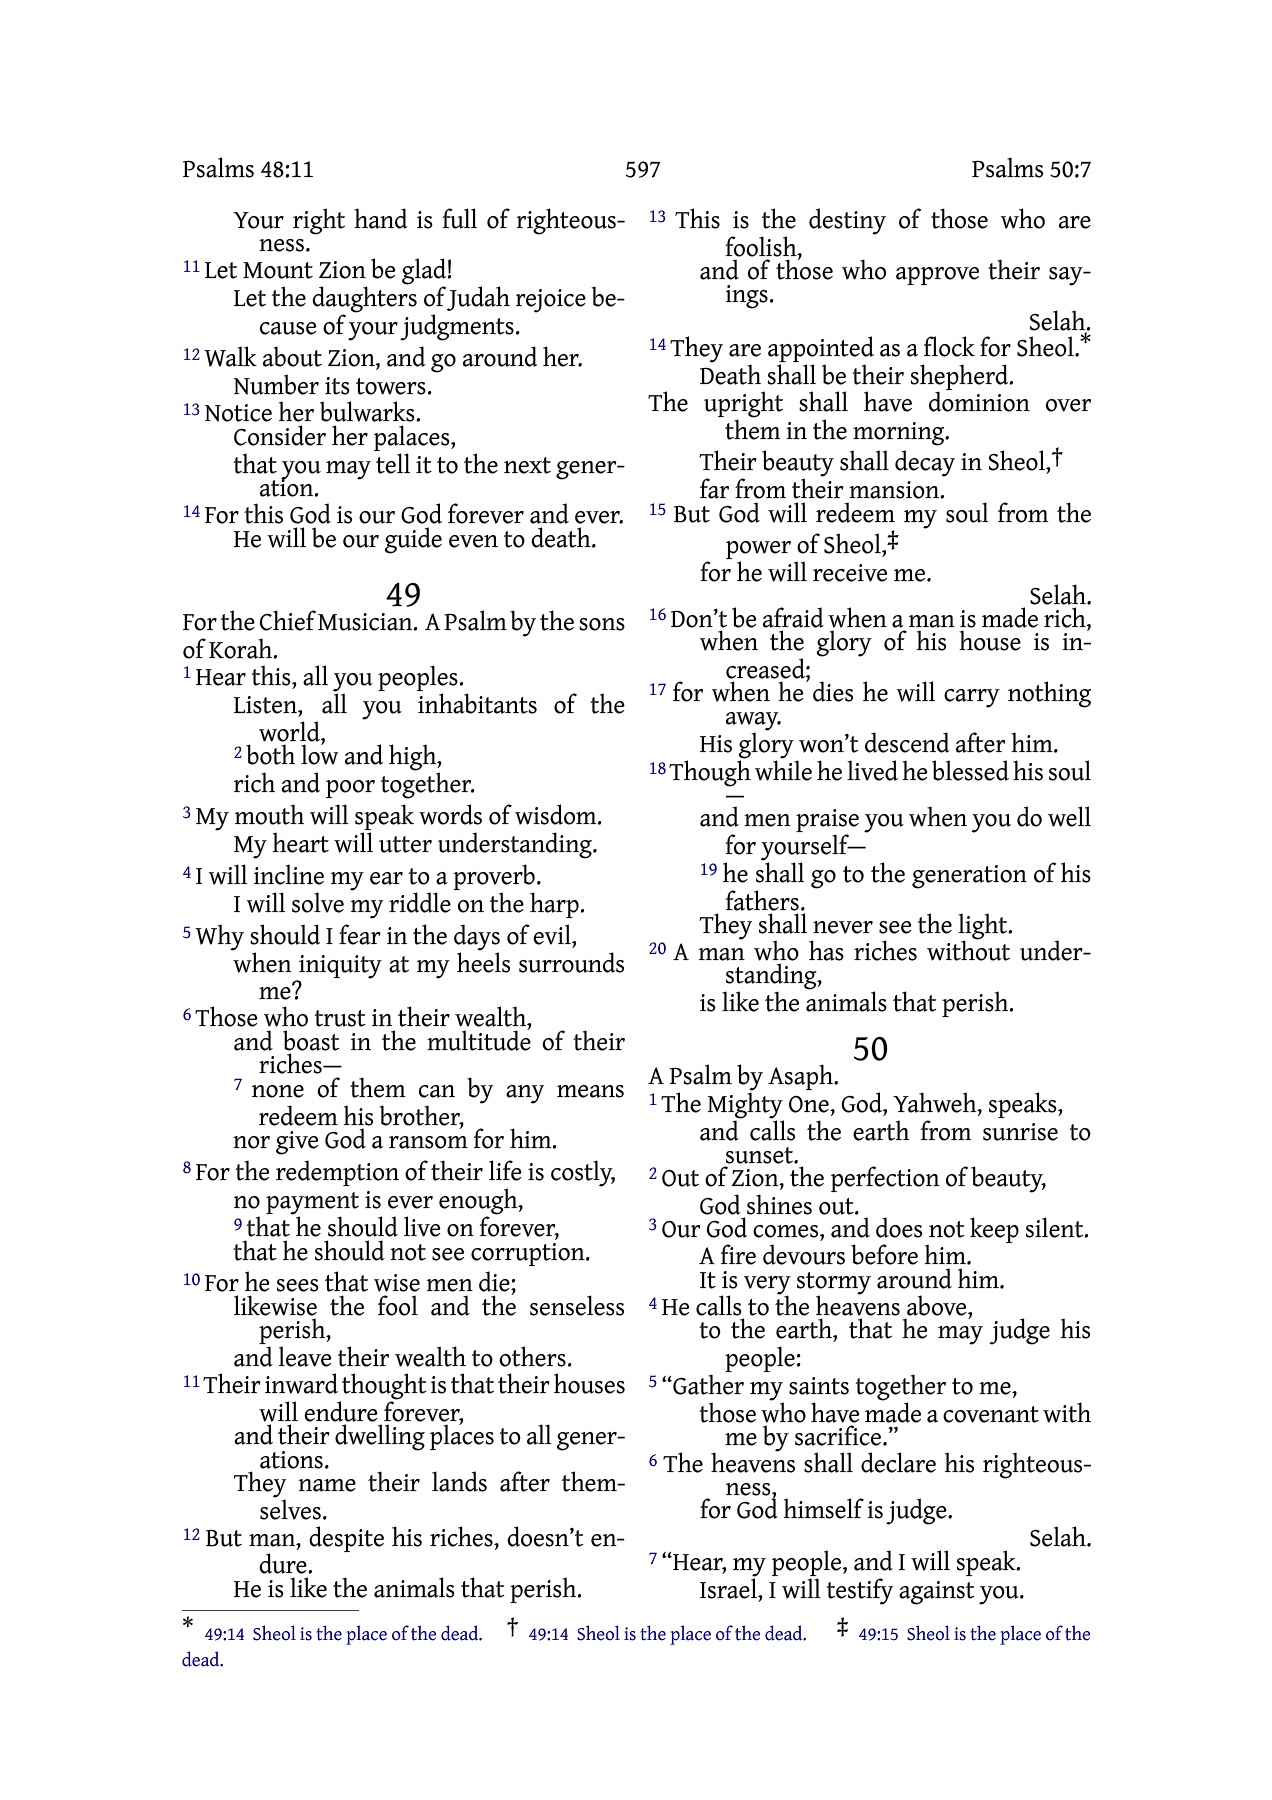 Psalms 48:11 597 Psalms 50:7
Your right hand is full of righteous-
ness.
11 Let Mount Zion be glad!
Let the daughters of Judah rejoice be-
cause of your judgments.
12 Walk about Zion, and go around her.
Number its towers.
13 Notice her bulwarks.
Consider her palaces,
that you may tell it to the next gener-
ation.
14 For this God is our God forever and ever.
He will be our guide even to death.
49
For the Chief Musician. A Psalm by the sons
of Korah.
1 Hear this, all you peoples.
Listen, all you inhabitants of the
world,
2 both low and high,
rich and poor together.
3 My mouth will speak words of wisdom.
My heart will utter understanding.
4 I will incline my ear to a proverb.
I will solve my riddle on the harp.
5 Why should I fear in the days of evil,
when iniquity at my heels surrounds
me?
6 Those who trust in their wealth,
and boast in the multitude of their
riches—
7 none of them can by any means
redeem his brother,
nor give God a ransom for him.
8 For the redemption of their life is costly,
no payment is ever enough,
9 that he should live on forever,
that he should not see corruption.
10 For he sees that wise men die;
likewise the fool and the senseless
perish,
and leave their wealth to others.
11 Their inward thought is that their houses
will endure forever,
and their dwelling places to all gener-
ations.
They name their lands after them-
selves.
12 But man, despite his riches, doesn’t en-
dure.
He is like the animals that perish.
13 This is the destiny of those who are
foolish,
and of those who approve their say-
ings.
Selah.
14 They are appointed as a flock for Sheol.*
Death shall be their shepherd.
The upright shall have dominion over
them in the morning.
Their beauty shall decay in Sheol,†
far from their mansion.
15 But God will redeem my soul from the
power of Sheol,‡
for he will receive me.
Selah.
16 Don’t be afraid when a man is made rich,
when the glory of his house is in-
creased;
17 for when he dies he will carry nothing
away.
His glory won’t descend after him.
18 Though while he lived he blessed his soul
—
and men praise you when you do well
for yourself—
19 he shall go to the generation of his
fathers.
They shall never see the light.
20 A man who has riches without under-
standing,
is like the animals that perish.
50
A Psalm by Asaph.
1 The Mighty One, God, Yahweh, speaks,
and calls the earth from sunrise to
sunset.
2 Out of Zion, the perfection of beauty,
God shines out.
3 Our God comes, and does not keep silent.
A fire devours before him.
It is very stormy around him.
4 He calls to the heavens above,
to the earth, that he may judge his
people:
5 “Gather my saints together to me,
those who have made a covenant with
me by sacrifice.”
6 The heavens shall declare his righteous-
ness,
for God himself is judge.
Selah.
7 “Hear, my people, and I will speak.
Israel, I will testify against you.
* 49:14 Sheol is the place of the dead. † 49:14 Sheol is the place of the dead. ‡ 49:15 Sheol is the place of the
dead.